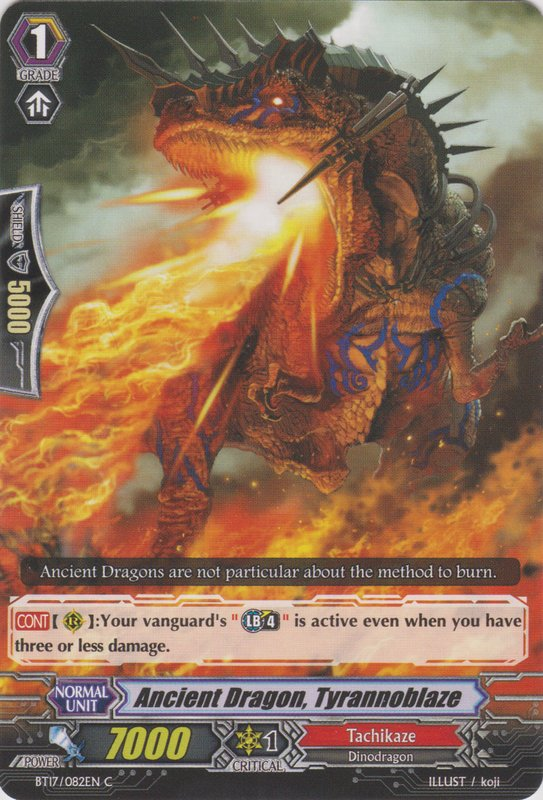 1
GRADE
SHIELD
5000
Ancient Dragons are not particular about the method to burn.
CONT[ R ]:Your vanguard's "LB4" is active even when you have
three or less damage.
NORMAL
UNIT
Ancient Dragon, Tyrannoblaze
POWER
7000
1
CRITICAL
Tachikaze
Dinodragon
BT17/082EN C
ILLUST / koji